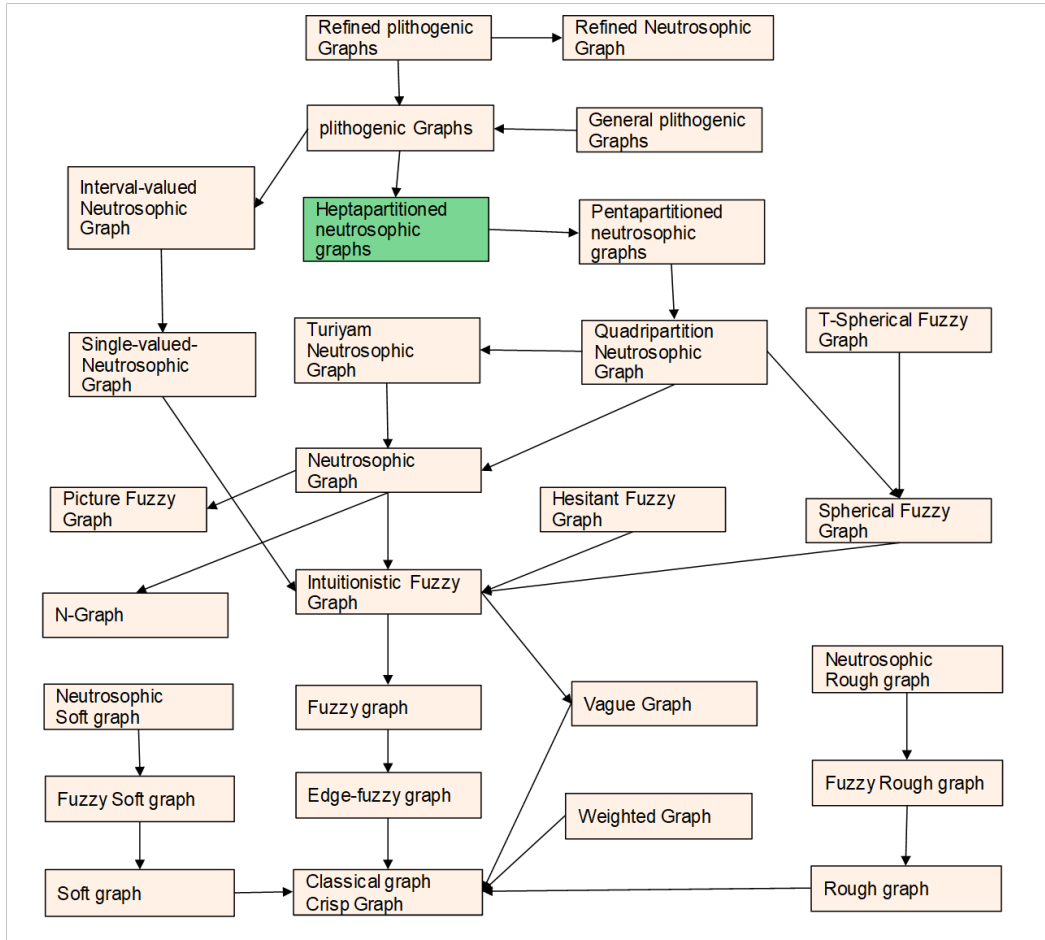 Refined plithogenic
Graphs
Refined Neutrosophic
Graph
plithogenic Graphs
General plithogenic
Graphs
Interval-valued
Neutrosophic
Graph
Heptapartitioned
neutrosophic
graphs
Pentapartitioned
neutrosophic
graphs
Single-valued-
Neutrosophic
Graph
Turiyam
Neutrosophic
Graph
Quadripartition
Neutrosophic
Graph
T-Spherical Fuzzy
Graph
Neutrosophic
Graph
Picture Fuzzy
Graph
Hesitant Fuzzy
Graph
Spherical Fuzzy
Graph
Intuitionistic Fuzzy
Graph
N-Graph
Neutrosophic
Rough graph
Neutrosophic
Soft graph
Fuzzy graph
Vague Graph
Fuzzy Soft graph
Edge-fuzzy graph
Weighted Graph
Fuzzy Rough graph
Soft graph
Classical graph
Crisp Graph
Rough graph